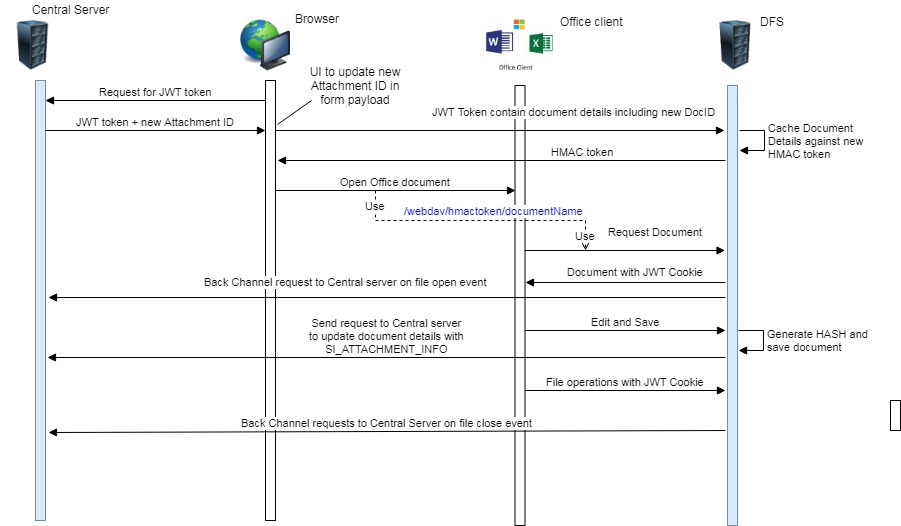 Central Server
Browser
Office client
DFS
W
X
Office Client
UI to update new
Attachment ID in
form payload
Request for JWT token
JWT token + new Attachment ID
JWT Token contain document details including new DocID
Cache Document
Details against new
HMAC token
HMAC token
Open Office document
Use
/webdav/hmactoken/documentName
Use
Request Document
Document with JWT Cookie
Back Channel request to Central server on file open event
Edit and Save
Send request to Central server
to update document details with
SI_ATTACHMENT_INFO
Generate HASH and
save document
File operations with JWT Cookie
Back Channel requests to Central Server on file close event